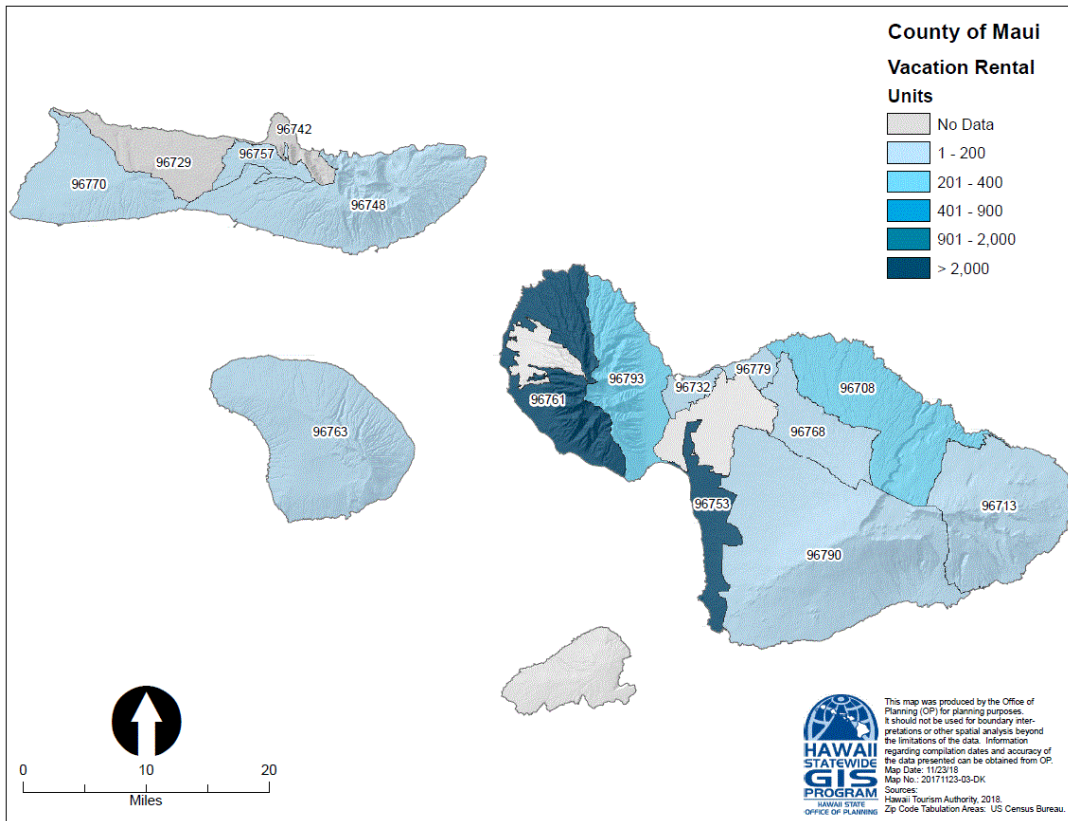 County of Maui
Vacation Rental
Units
No Data
1 - 200
201 - 400
401 - 900
901 - 2,000
> 2,000
96742
96757
96729
96770
96748
96779
96793
96732
96708
96761
96768
96763
96753
96713
96790
0
10
20
Miles
HAWAII
STATEWIDE
GIS
PROGRAM
HAWAII STATE
OFFICE OF PLANNING
This map was produced by the Office of
Planning (OP) for planning purposes.
It should not be used for boundary inter-
pretations or other spatial analysis beyond
the limitations of the data. Information
regarding compilation dates and accuracy of
the data presented can be obtained from OP.
Map Date: 11/23/18
Map No.: 20171123-03-DK
Sources:
Hawaii Tourism Authority, 2018.
Zip Code Tabulation Areas: US Census Bureau.